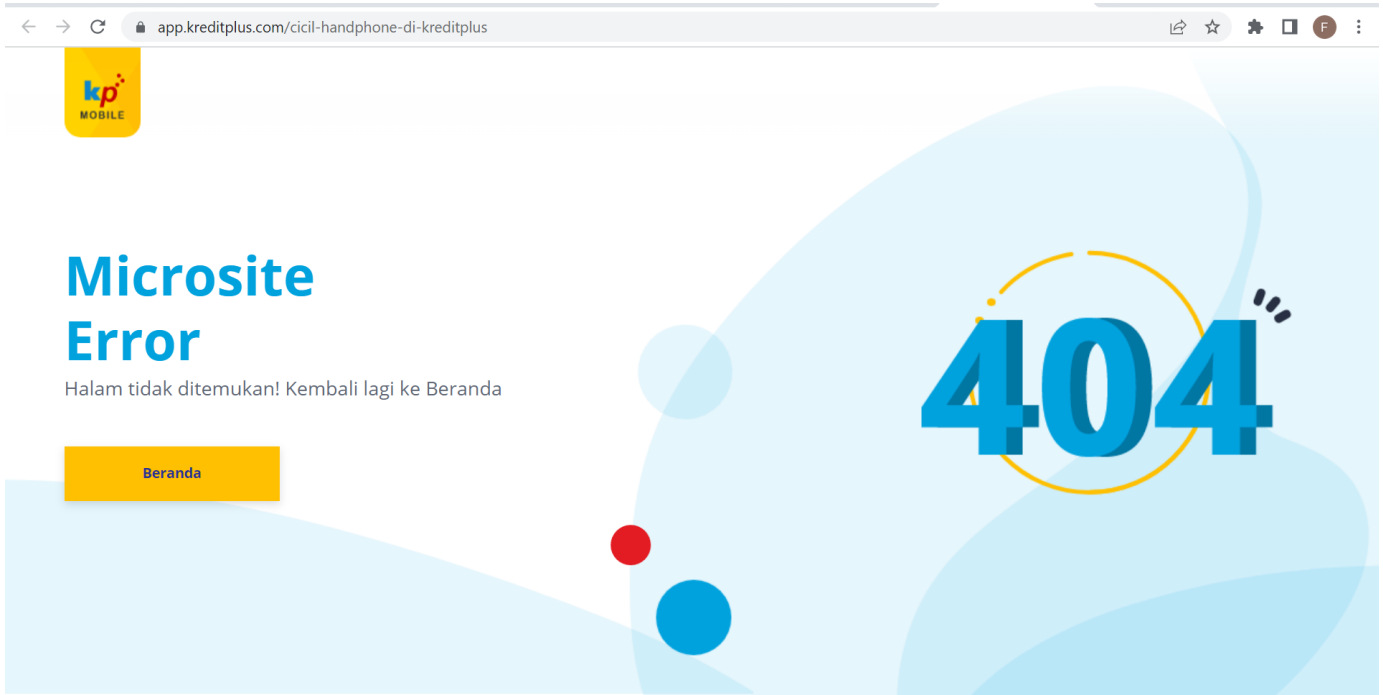 app.kreditplus.com/cicil-handphone-di-kreditplus
F
kp
MOBILE
Microsite
Error
Halam tidak ditemukan! Kembali lagi ke Beranda
Beranda
404